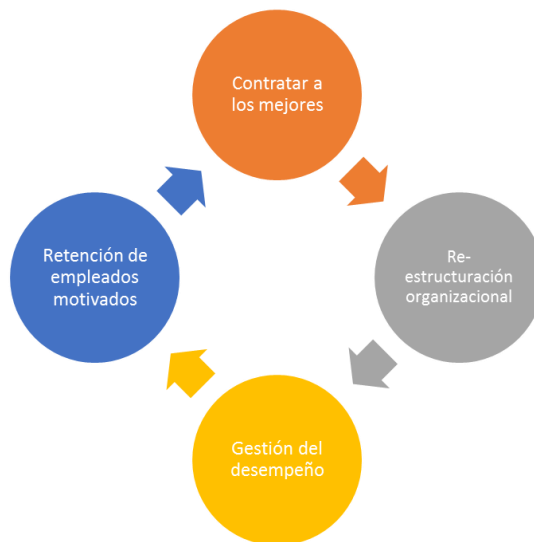 Contratar a
los mejores
Re-
estructuración
organizacional
Gestión del
desempeño
Retención de
empleados
motivados